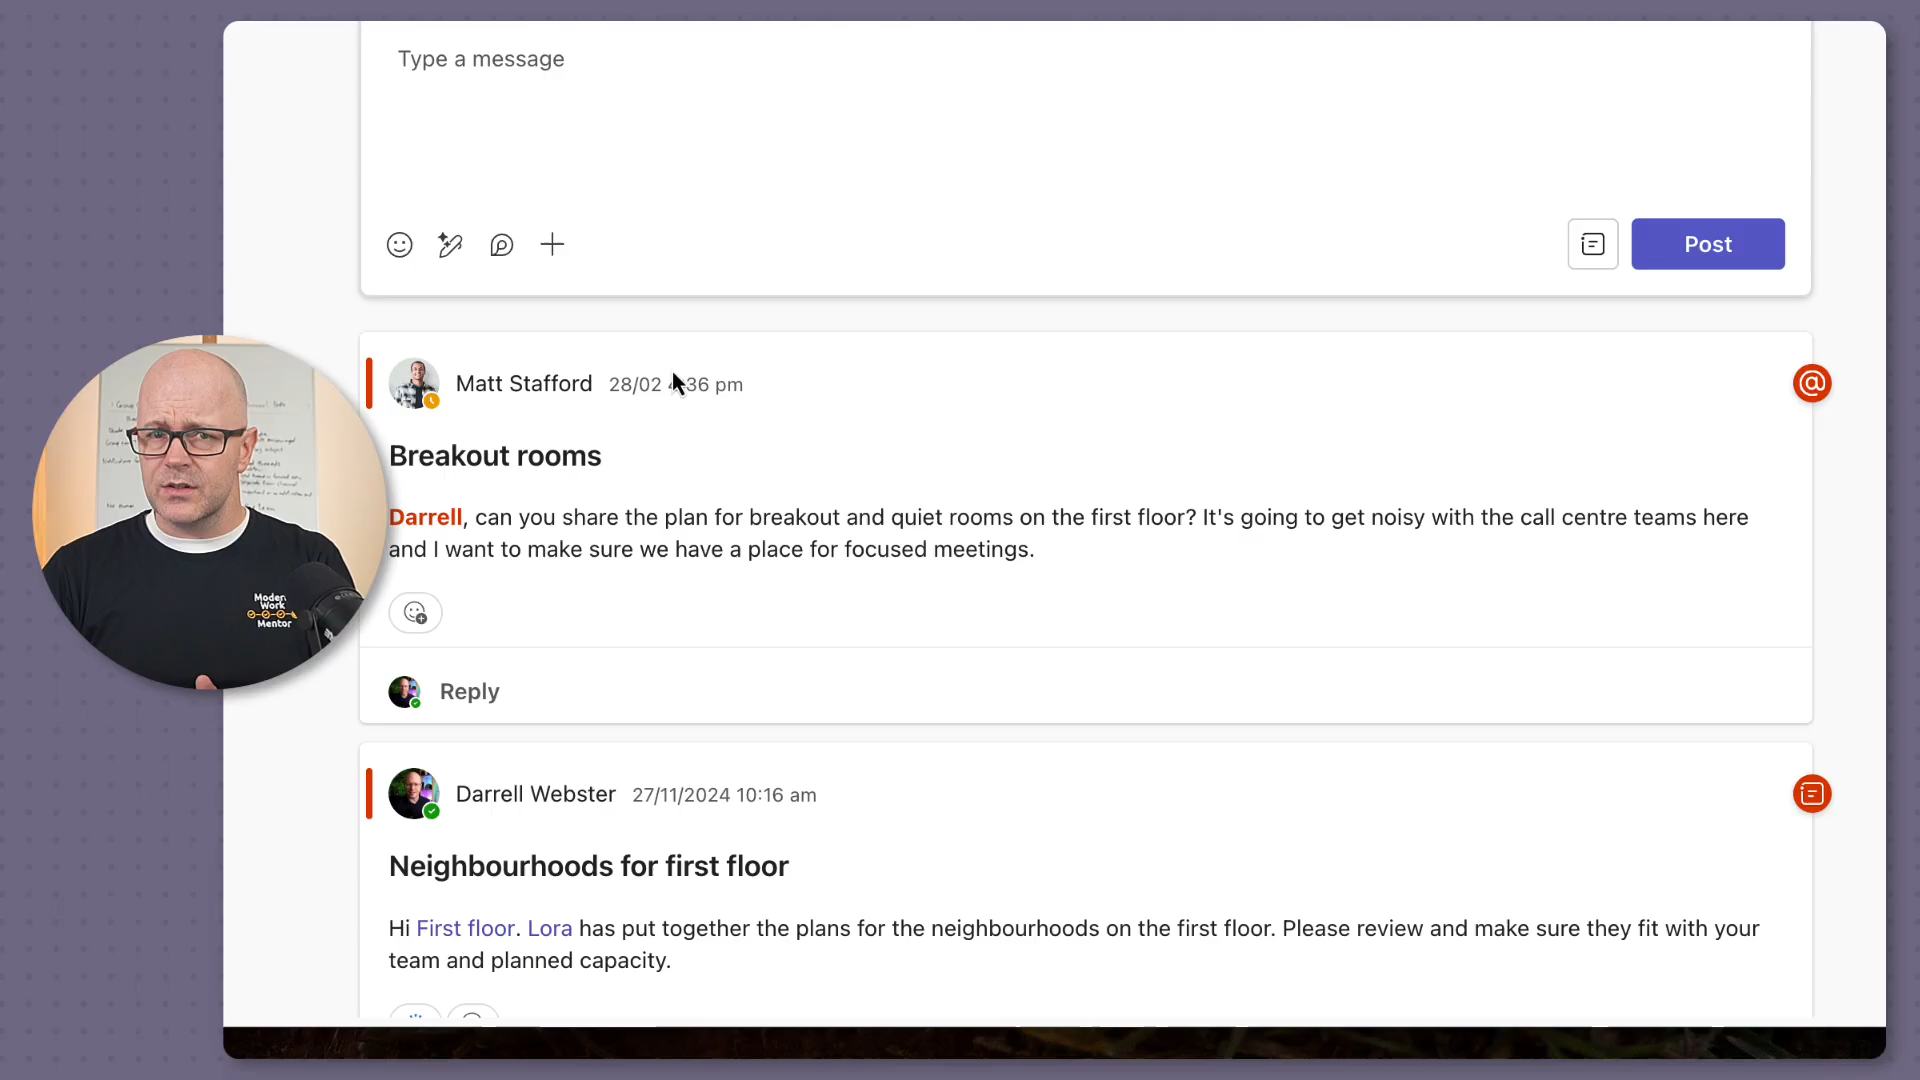 Type a message
Post
Matt Stafford 28/02 4:36 pm
Breakout rooms
Darrell, can you share the plan for breakout and quiet rooms on the first floor? It's going to get noisy with the call centre teams here
and I want to make sure we have a place for focused meetings.
Reply
Darrell Webster 27/11/2024 10:16 am
Neighbourhoods for first floor
Hi First floor. Lora has put together the plans for the neighbourhoods on the first floor. Please review and make sure they fit with your
team and planned capacity.
Modern
Work
Mentor